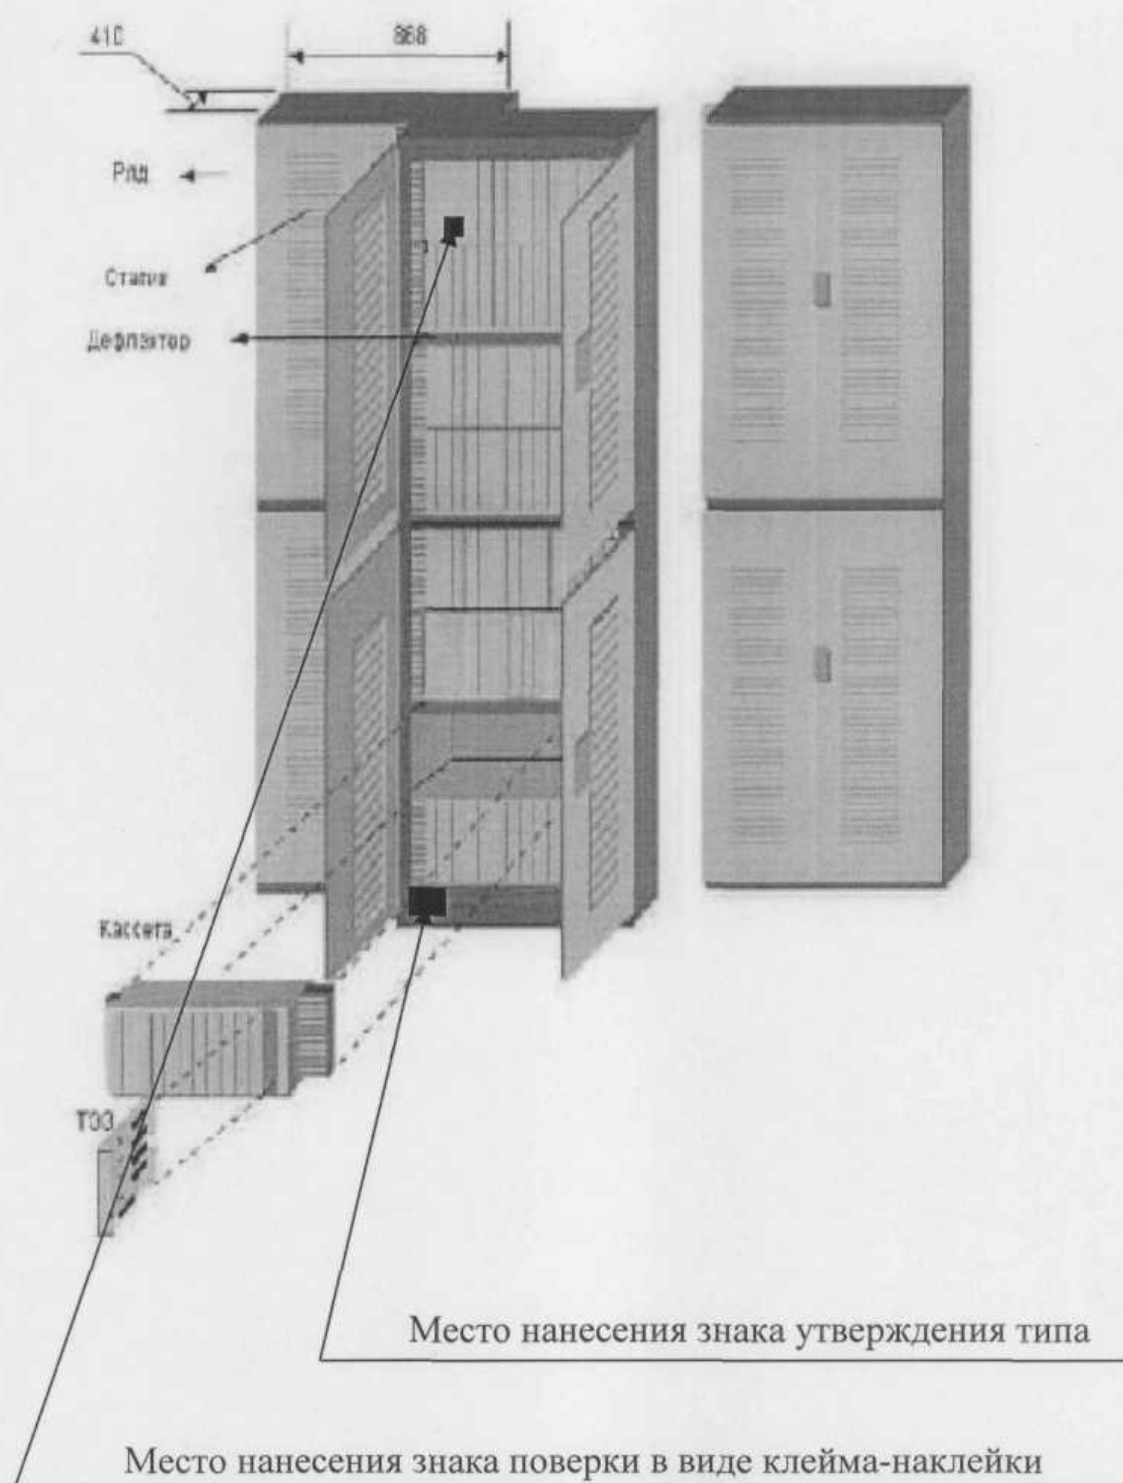 410
868
Ряд
Статив
Дефлектор
Кассета
ТЭЗ
Место нанесения знака утверждения типа
Место нанесения знака поверки в виде клейма-наклейки